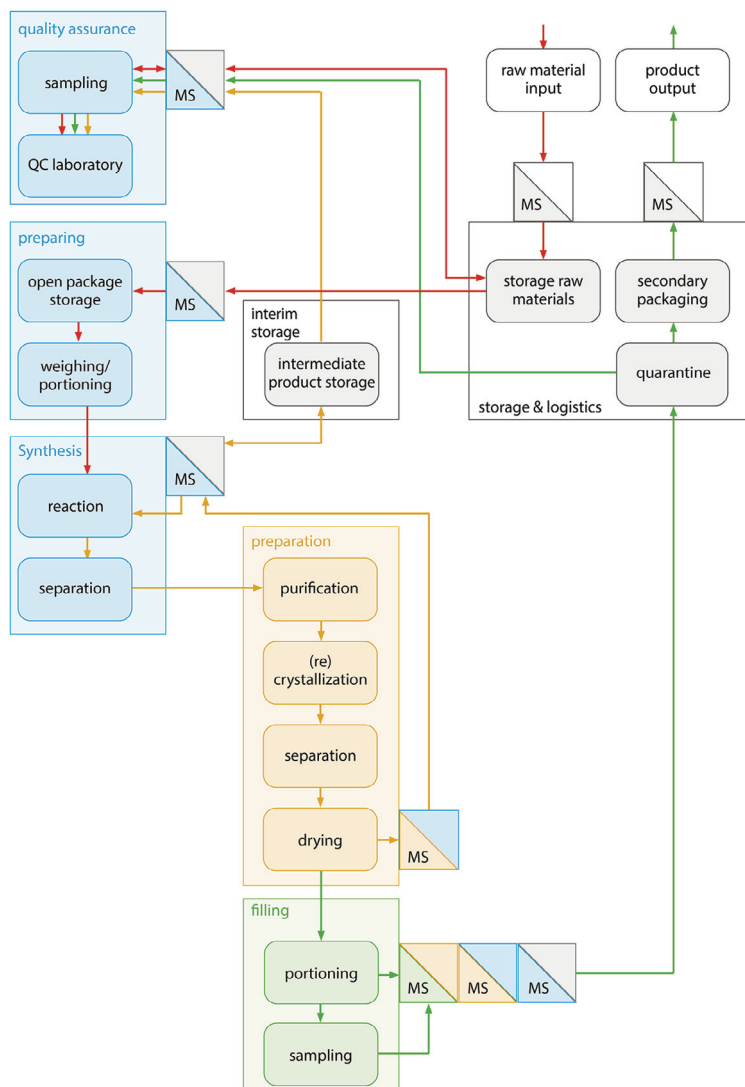 quality assurance
sampling
MS
QC laboratory
raw material
input
product
output
MS
MS
preparing
open package
storage
MS
weighing/
portioning
interim
storage
intermediate
product storage
storage raw
materials
secondary
packaging
quarantine
storage & logistics
Synthesis
MS
reaction
separation
preparation
purification
(re)
crystallization
separation
drying
MS
filling
portioning
MS
MS
MS
sampling